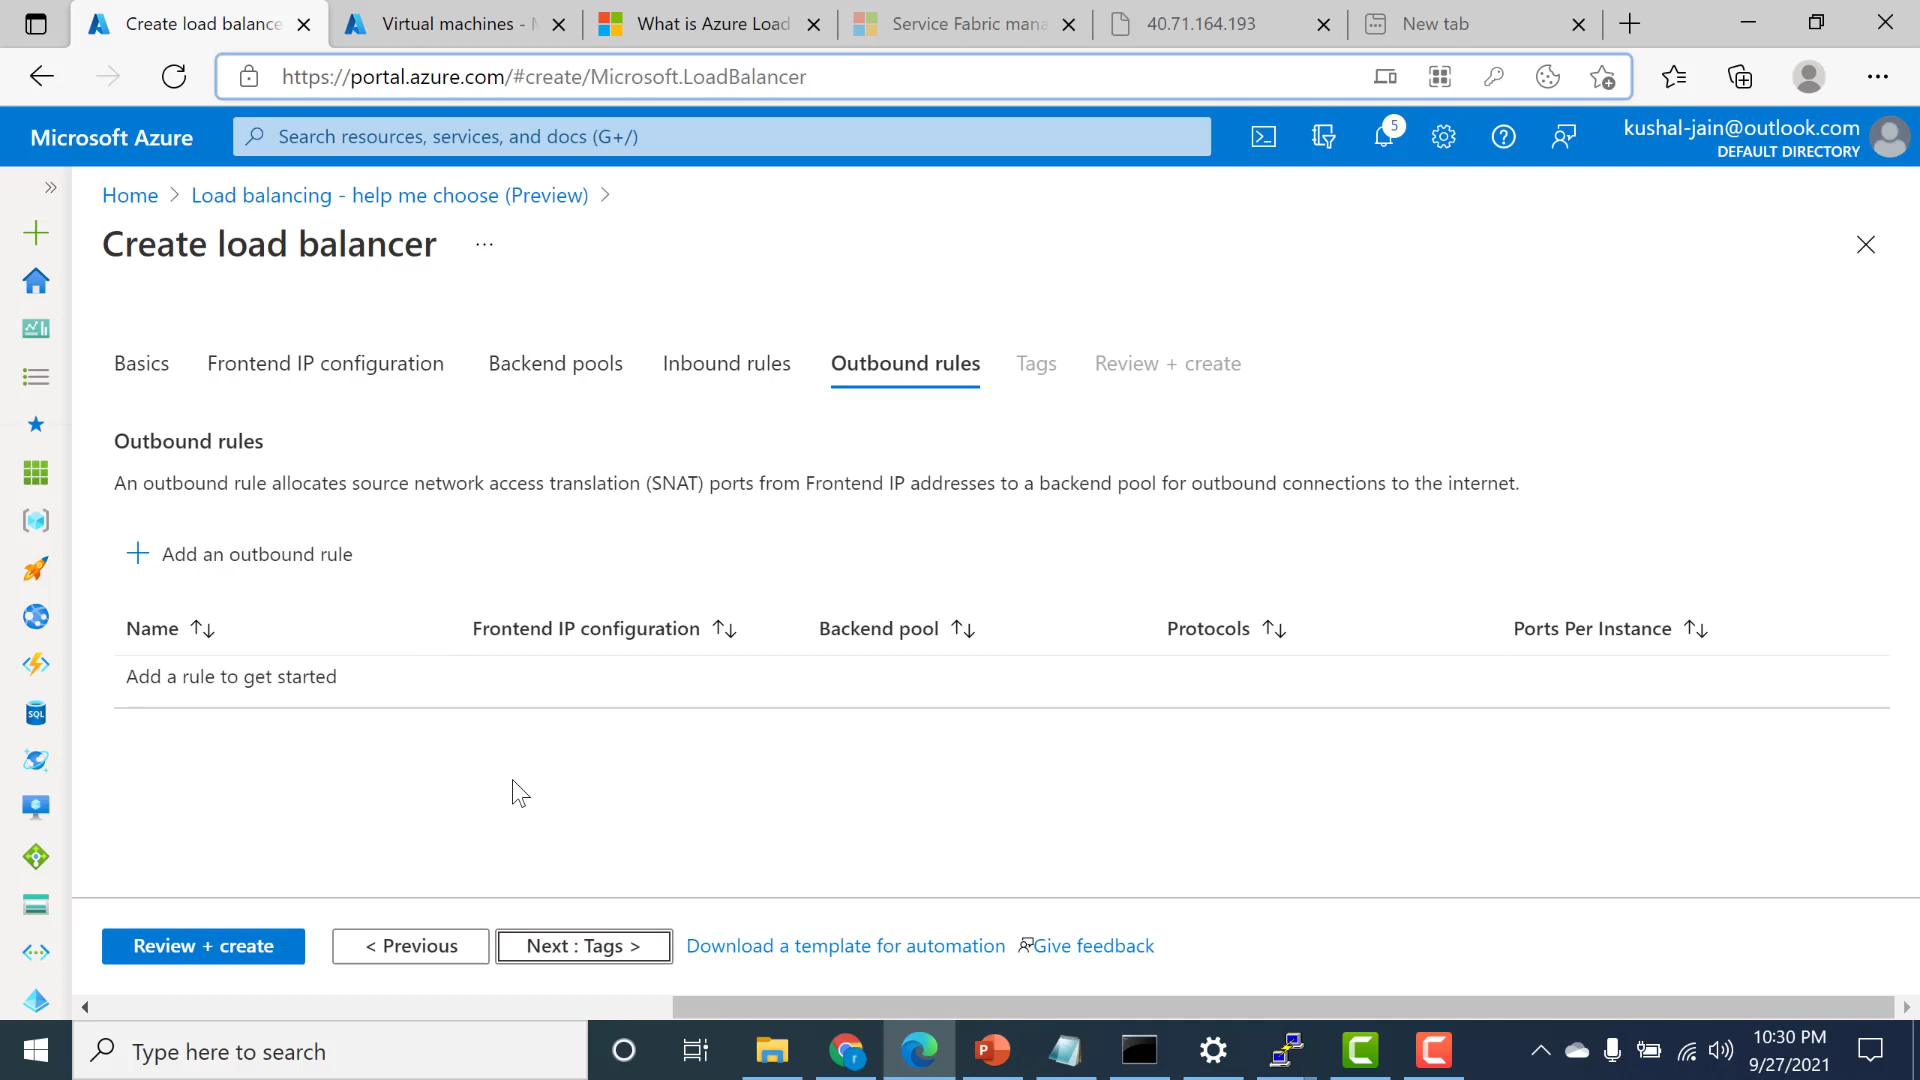 Create load balance
Virtual machines - M
What is Azure Load
Service Fabric mana
40.71.164.193
New tab
https://portal.azure.com/#create/Microsoft.LoadBalancer
Microsoft Azure
Search resources, services, and docs (G+/)
5
kushal-jain@outlook.com
DEFAULT DIRECTORY
Home > Load balancing - help me choose (Preview) >
Create load balancer ...
Basics Frontend IP configuration Backend pools Inbound rules Outbound rules Tags Review + create
Outbound rules
An outbound rule allocates source network access translation (SNAT) ports from Frontend IP addresses to a backend pool for outbound connections to the internet.
+ Add an outbound rule
Name ↑↓ Frontend IP configuration ↑↓ Backend pool ↑↓ Protocols ↑↓ Ports Per Instance ↑↓
Add a rule to get started
SQL
Review + create < Previous Next : Tags > Download a template for automation Give feedback
Type here to search
10:30 PM
9/27/2021